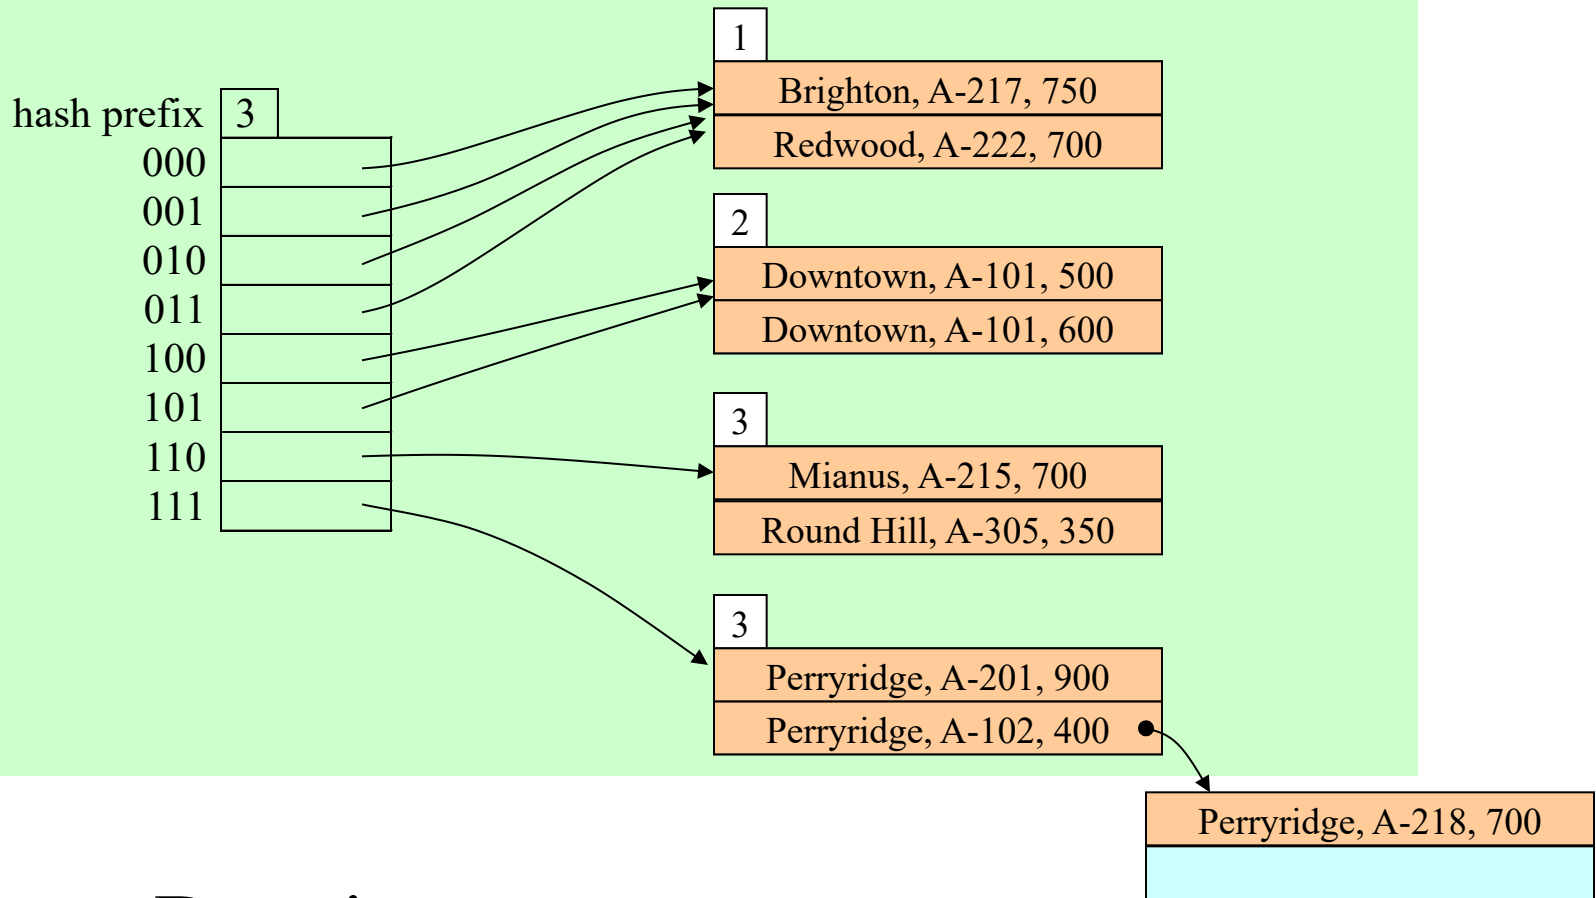 1
Brighton, A-217, 750
Redwood, A-222, 700
hash prefix 3
000
001
010
011
100
101
110
111
2
Downtown, A-101, 500
Downtown, A-101, 600
3
Mianus, A-215, 700
Round Hill, A-305, 350
3
Perryridge, A-201, 900
Perryridge, A-102, 400
Perryridge, A-218, 700